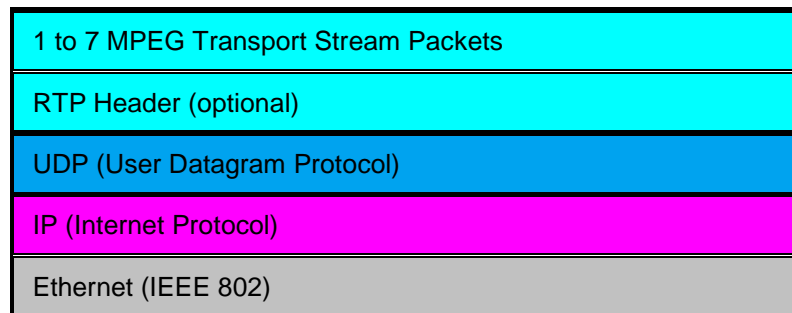 1 to 7 MPEG Transport Stream Packets
RTP Header (optional)
UDP (User Datagram Protocol)
IP (Internet Protocol)
Ethernet (IEEE 802)